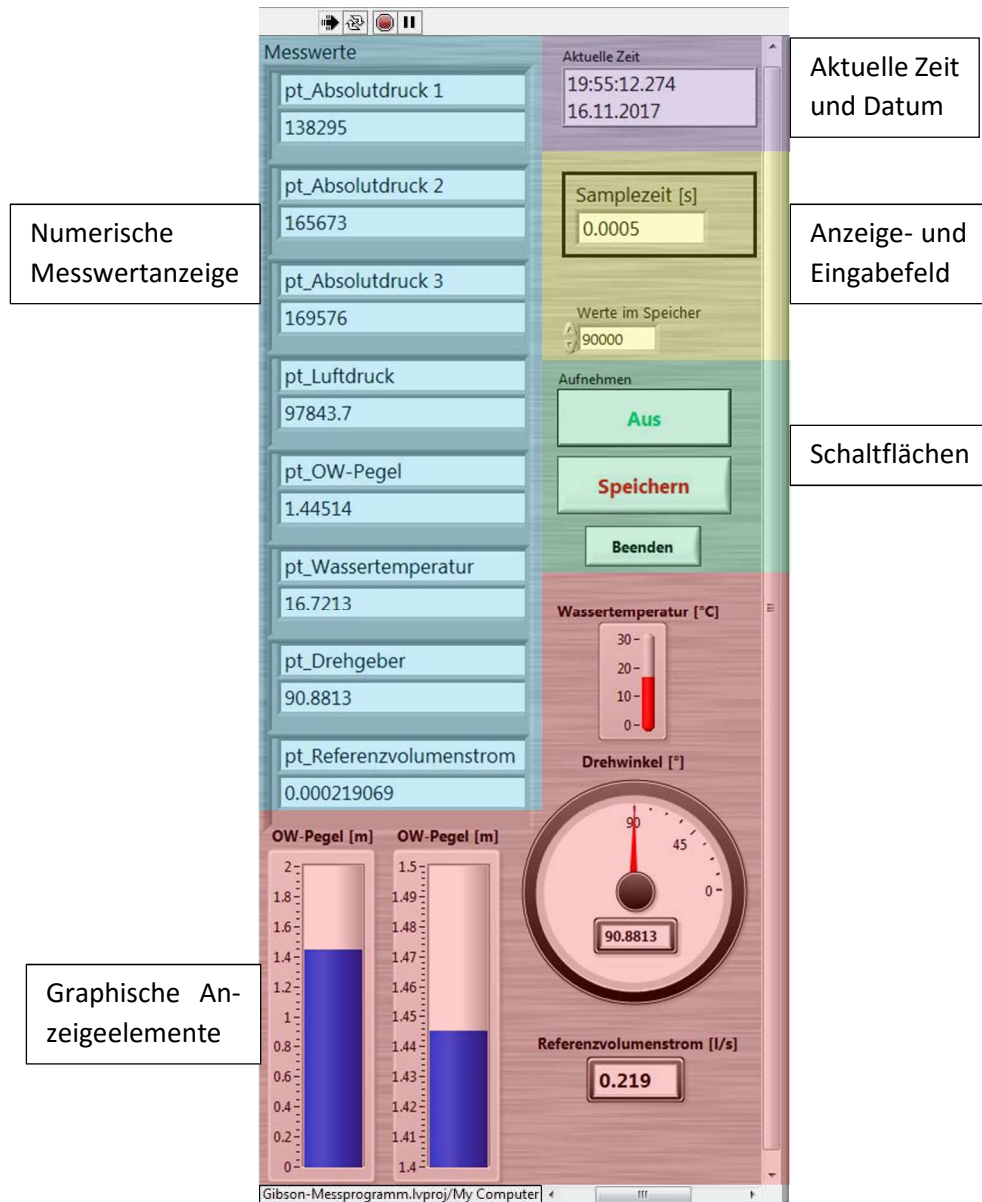 Messwerte
pt_Absolutdruck 1
138295
pt_Absolutdruck 2
165673
pt_Absolutdruck 3
169576
pt_Luftdruck
97843.7
pt_OW-Pegel
1.44514
pt_Wassertemperatur
16.7213
pt_Drehgeber
90.8813
pt_Referenzvolumenstrom
0.000219069
Aktuelle Zeit
19:55:12.274
16.11.2017
Samplezeit [s]
0.0005
Werte im Speicher
90000
Aufnehmen
Aus
Speichern
Beenden
Wassertemperatur [°C]
30
20
10
0
Drehwinkel [°]
90
45
0
90.8813
Referenzvolumenstrom [l/s]
0.219
OW-Pegel [m]
2
1.8
1.6
1.4
1.2
1
0.8
0.6
0.4
0.2
0
OW-Pegel [m]
1.5
1.49
1.48
1.47
1.46
1.45
1.44
1.43
1.42
1.41
1.4
Gibson-Messprogramm.lvproj/My Computer
Numerische
Messwertanzeige
Graphische An-
zeigeelemente
Aktuelle Zeit
und Datum
Anzeige- und
Eingabefeld
Schaltflächen